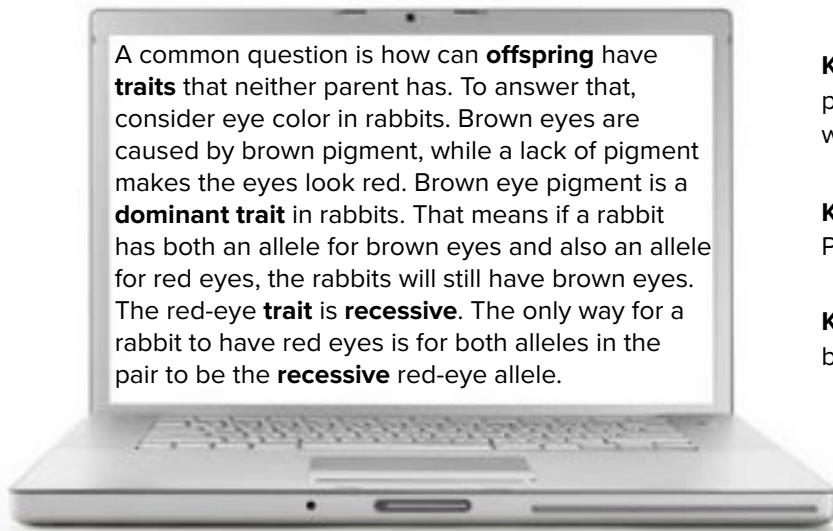 A common question is how can offspring have
traits that neither parent has. To answer that,
consider eye color in rabbits. Brown eyes are
caused by brown pigment, while a lack of pigment
makes the eyes look red. Brown eye pigment is a
dominant trait in rabbits. That means if a rabbit
has both an allele for brown eyes and also an allele
for red eyes, the rabbits will still have brown eyes.
The red-eye trait is recessive. The only way for a
rabbit to have red eyes is for both alleles in the
pair to be the recessive red-eye allele.